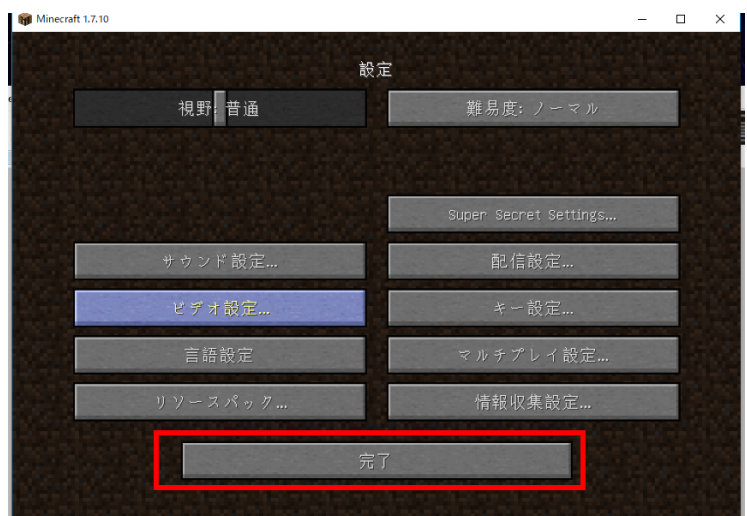 Minecraft 1.7.10
設定
視野: 普通
難易度: ノーマル
Super Secret Settings...
サウンド設定...
配信設定...
ビデオ設定...
キー設定...
言語設定
マルチプレイ設定...
リソースパック...
情報収集設定...
完了